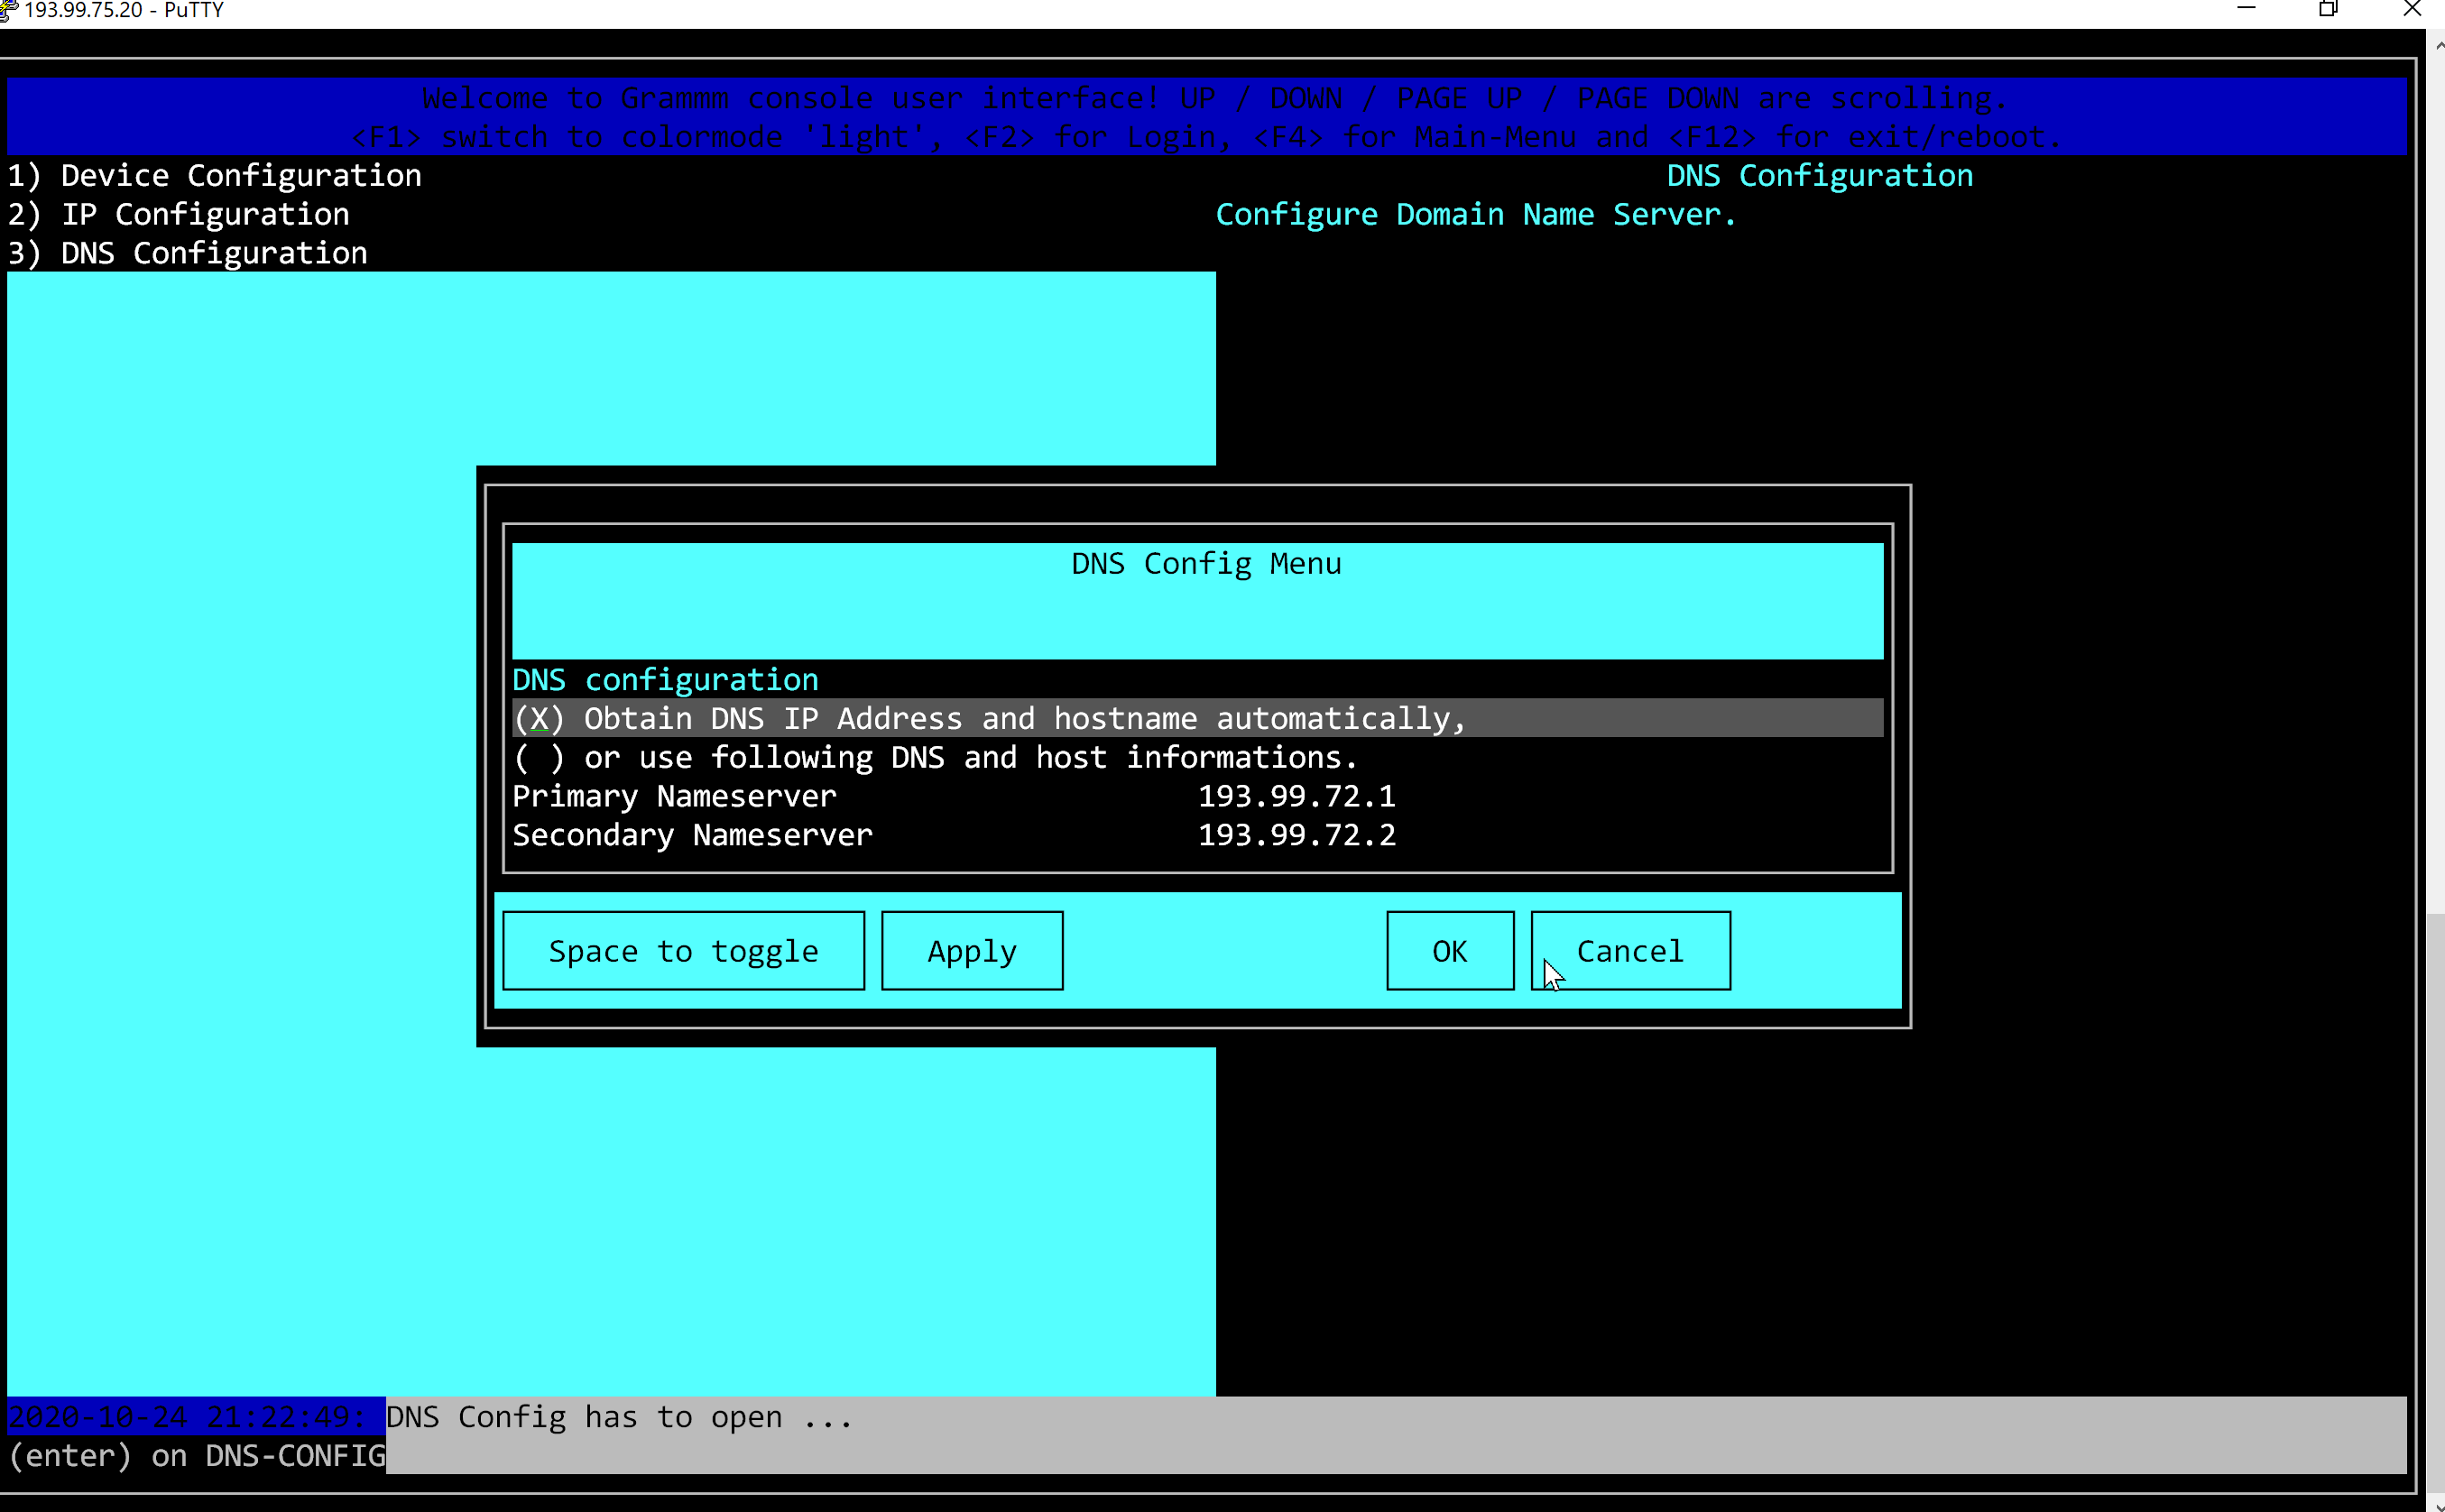 193.99.75.20 - PuTTY
Welcome to Grammm console user interface! UP / DOWN / PAGE UP / PAGE DOWN are scrolling.
<F1> switch to colormode 'light', <F2> for Login, <F4> for Main-Menu and <F12> for exit/reboot.
1) Device Configuration
2) IP Configuration
3) DNS Configuration
DNS Configuration
Configure Domain Name Server.
DNS Config Menu
DNS configuration
(X) Obtain DNS IP Address and hostname automatically,
( ) or use following DNS and host informations.
Primary Nameserver 193.99.72.1
Secondary Nameserver 193.99.72.2
Space to toggle Apply OK Cancel
2020-10-24 21:22:49: DNS Config has to open ...
(enter) on DNS-CONFIG